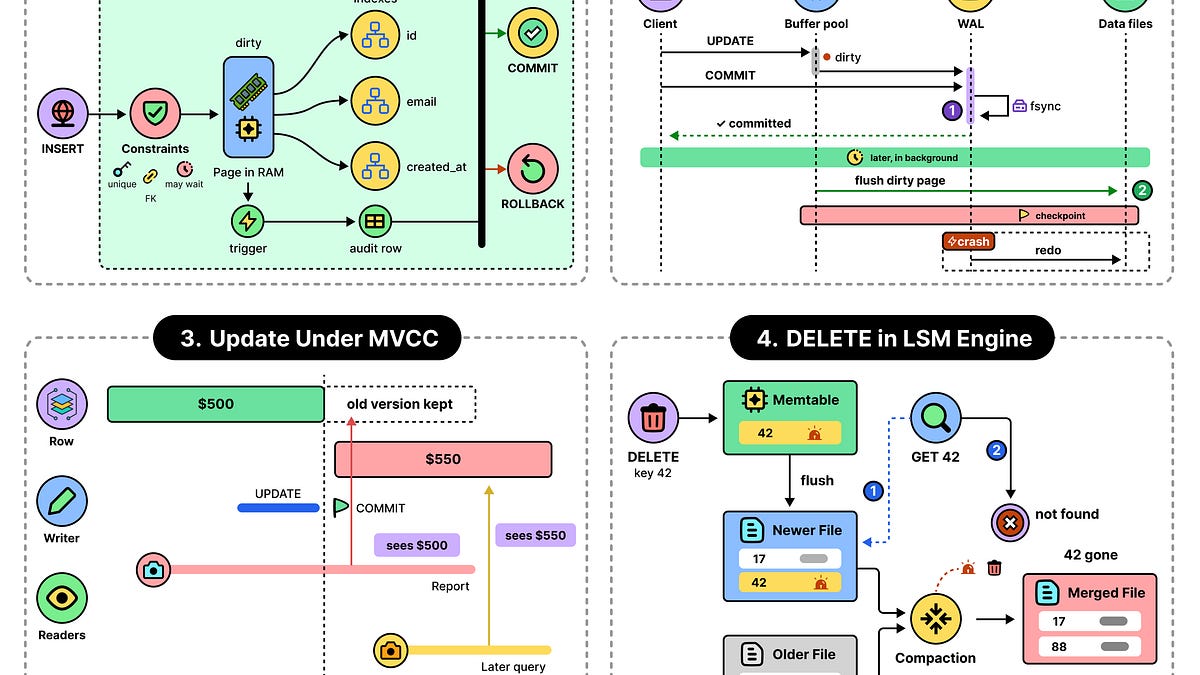 indexes
dirty
id
COMMIT
email
INSERT
Constraints
unique
FK
may wait
Page in RAM
created_at
ROLLBACK
trigger
audit row
Client
Buffer pool
WAL
Data files
UPDATE
dirty
COMMIT
1
fsync
✓ committed
later, in background
flush dirty page
2
checkpoint
crash
redo
3. Update Under MVCC
$500
old version kept
Row
$550
UPDATE
COMMIT
Writer
sees $500
sees $550
Report
Readers
Later query
4. DELETE in LSM Engine
Memtable
42
DELETE
key 42
GET 42
2
flush
1
not found
Newer File
17
42
42 gone
Merged File
17
88
Compaction
Older File